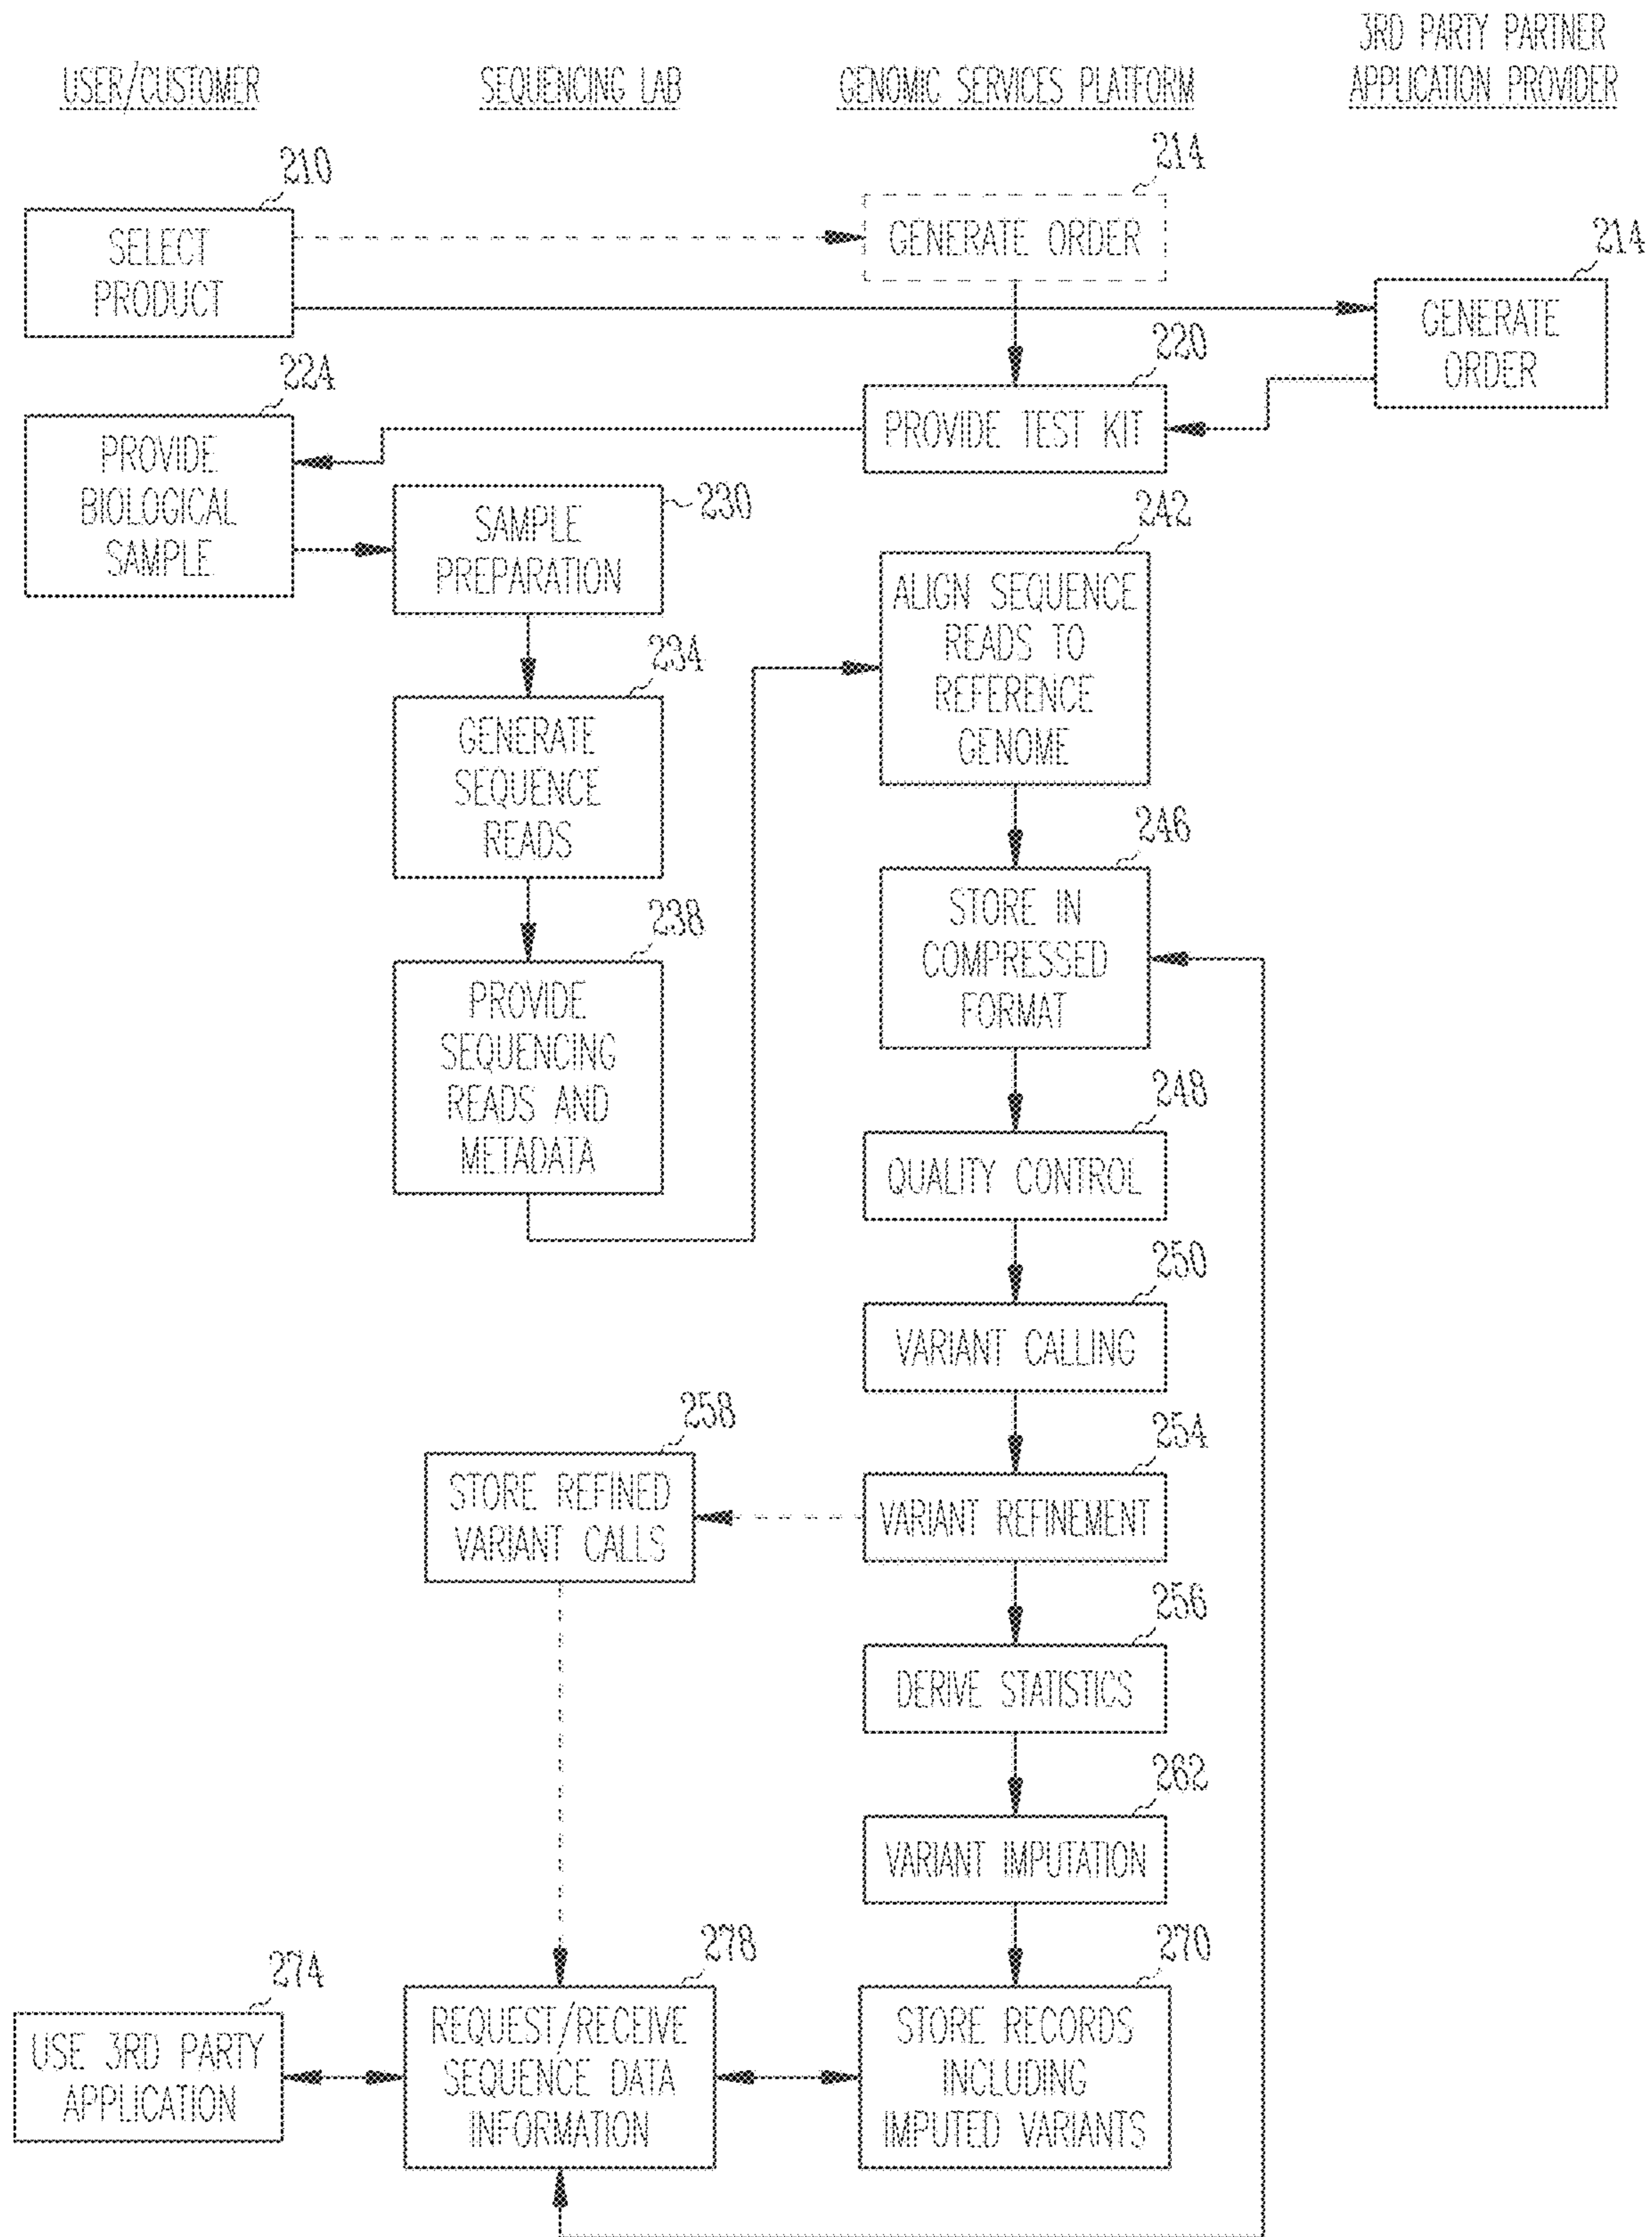 USER/CUSTOMER
SEQUENCING LAB
GENOMIC SERVICES PLATFORM
3RD PARTY PARTNER
APPLICATION PROVIDER
210
SELECT
PRODUCT
214
GENERATE ORDER
214
GENERATE
ORDER
220
PROVIDE TEST KIT
224
PROVIDE
BIOLOGICAL
SAMPLE
230
SAMPLE
PREPARATION
234
GENERATE
SEQUENCE
READS
238
PROVIDE
SEQUENCING
READS AND
METADATA
242
ALIGN SEQUENCE
READS TO
REFERENCE
GENOME
246
STORE IN
COMPRESSED
FORMAT
248
QUALITY CONTROL
250
VARIANT CALLING
254
VARIANT REFINEMENT
258
STORE REFINED
VARIANT CALLS
256
DERIVE STATISTICS
262
VARIANT IMPUTATION
274
USE 3RD PARTY
APPLICATION
278
REQUEST/RECEIVE
SEQUENCE DATA
INFORMATION
270
STORE RECORDS
INCLUDING
IMPUTED VARIANTS